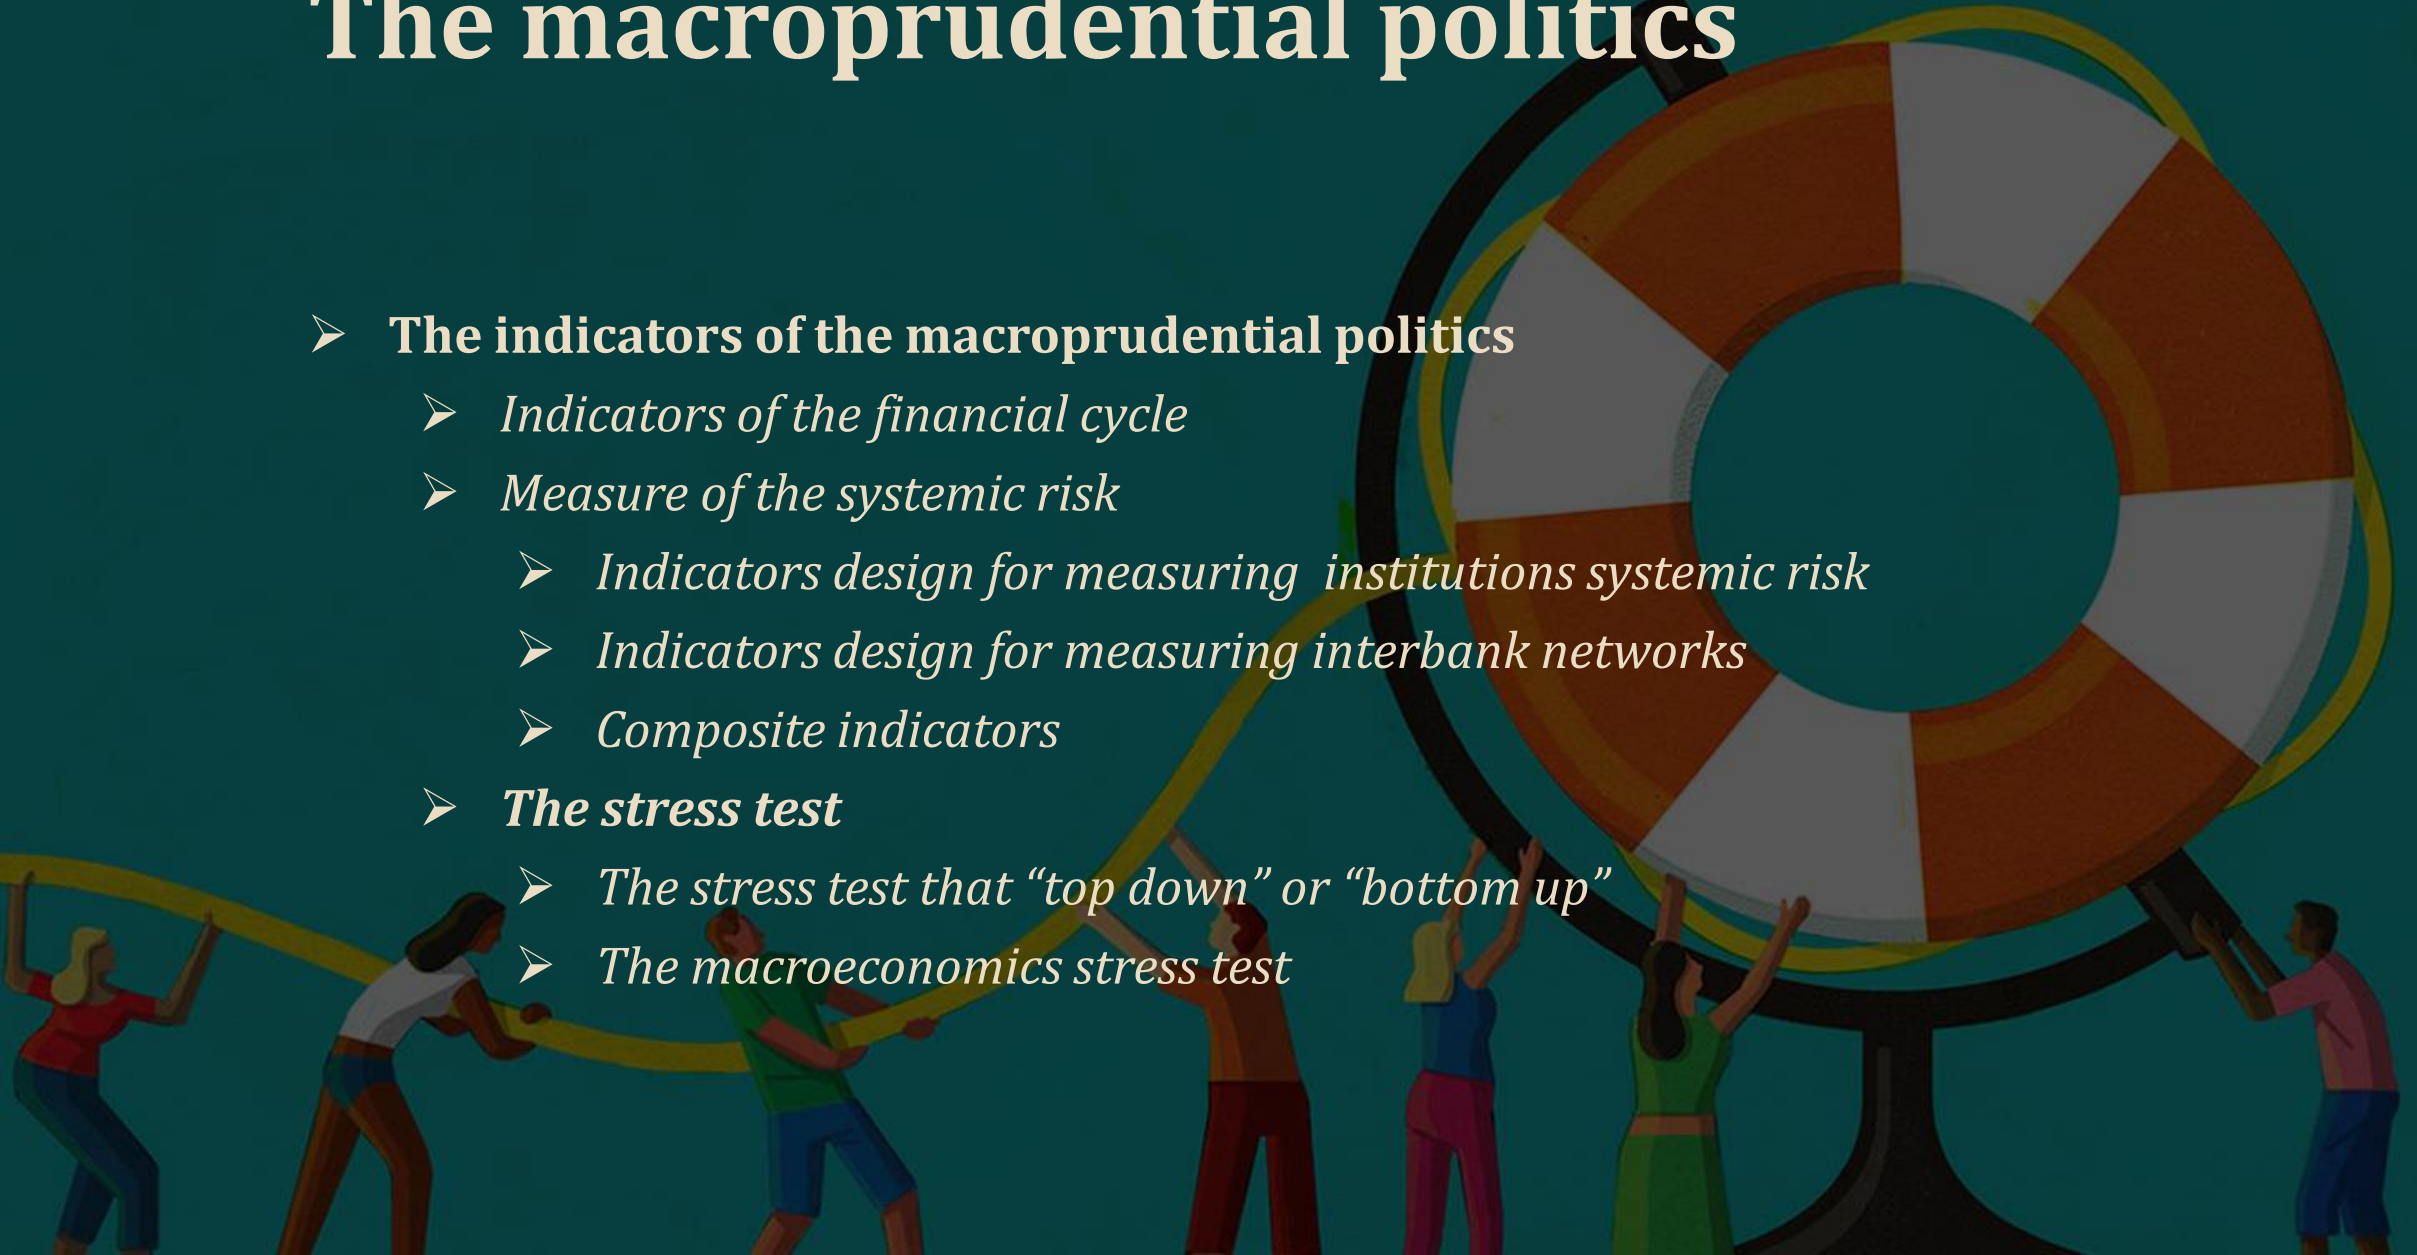 The macroprudential politics
The indicators of the macroprudential politics
Indicators of the financial cycle
Measure of the systemic risk
Indicators design for measuring  institutions systemic risk
Indicators design for measuring interbank networks
Composite indicators
The stress test
The stress test that “top down” or “bottom up”
The macroeconomics stress test